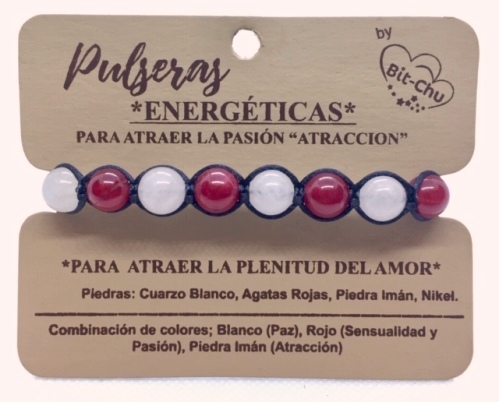 Pulseras
by
Bit-Chu
*ENERGÉTICAS*
PARA ATRAER LA PASIÓN “ATRACCION”
*PARA ATRAER LA PLENITUD DEL AMOR*
Piedras: Cuarzo Blanco, Agatas Rojas, Piedra Imán, Nikel.
Combinación de colores; Blanco (Paz), Rojo (Sensualidad y
Pasión), Piedra Imán (Atracción)